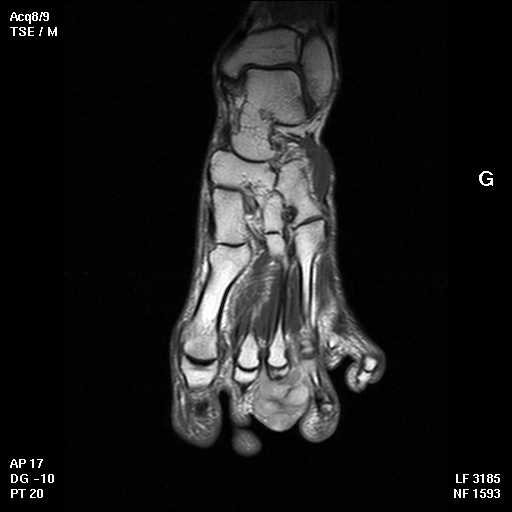 Acq8/9
TSE / M
G
AP 17
DG -10
PT 20
LF 3185
NF 1593